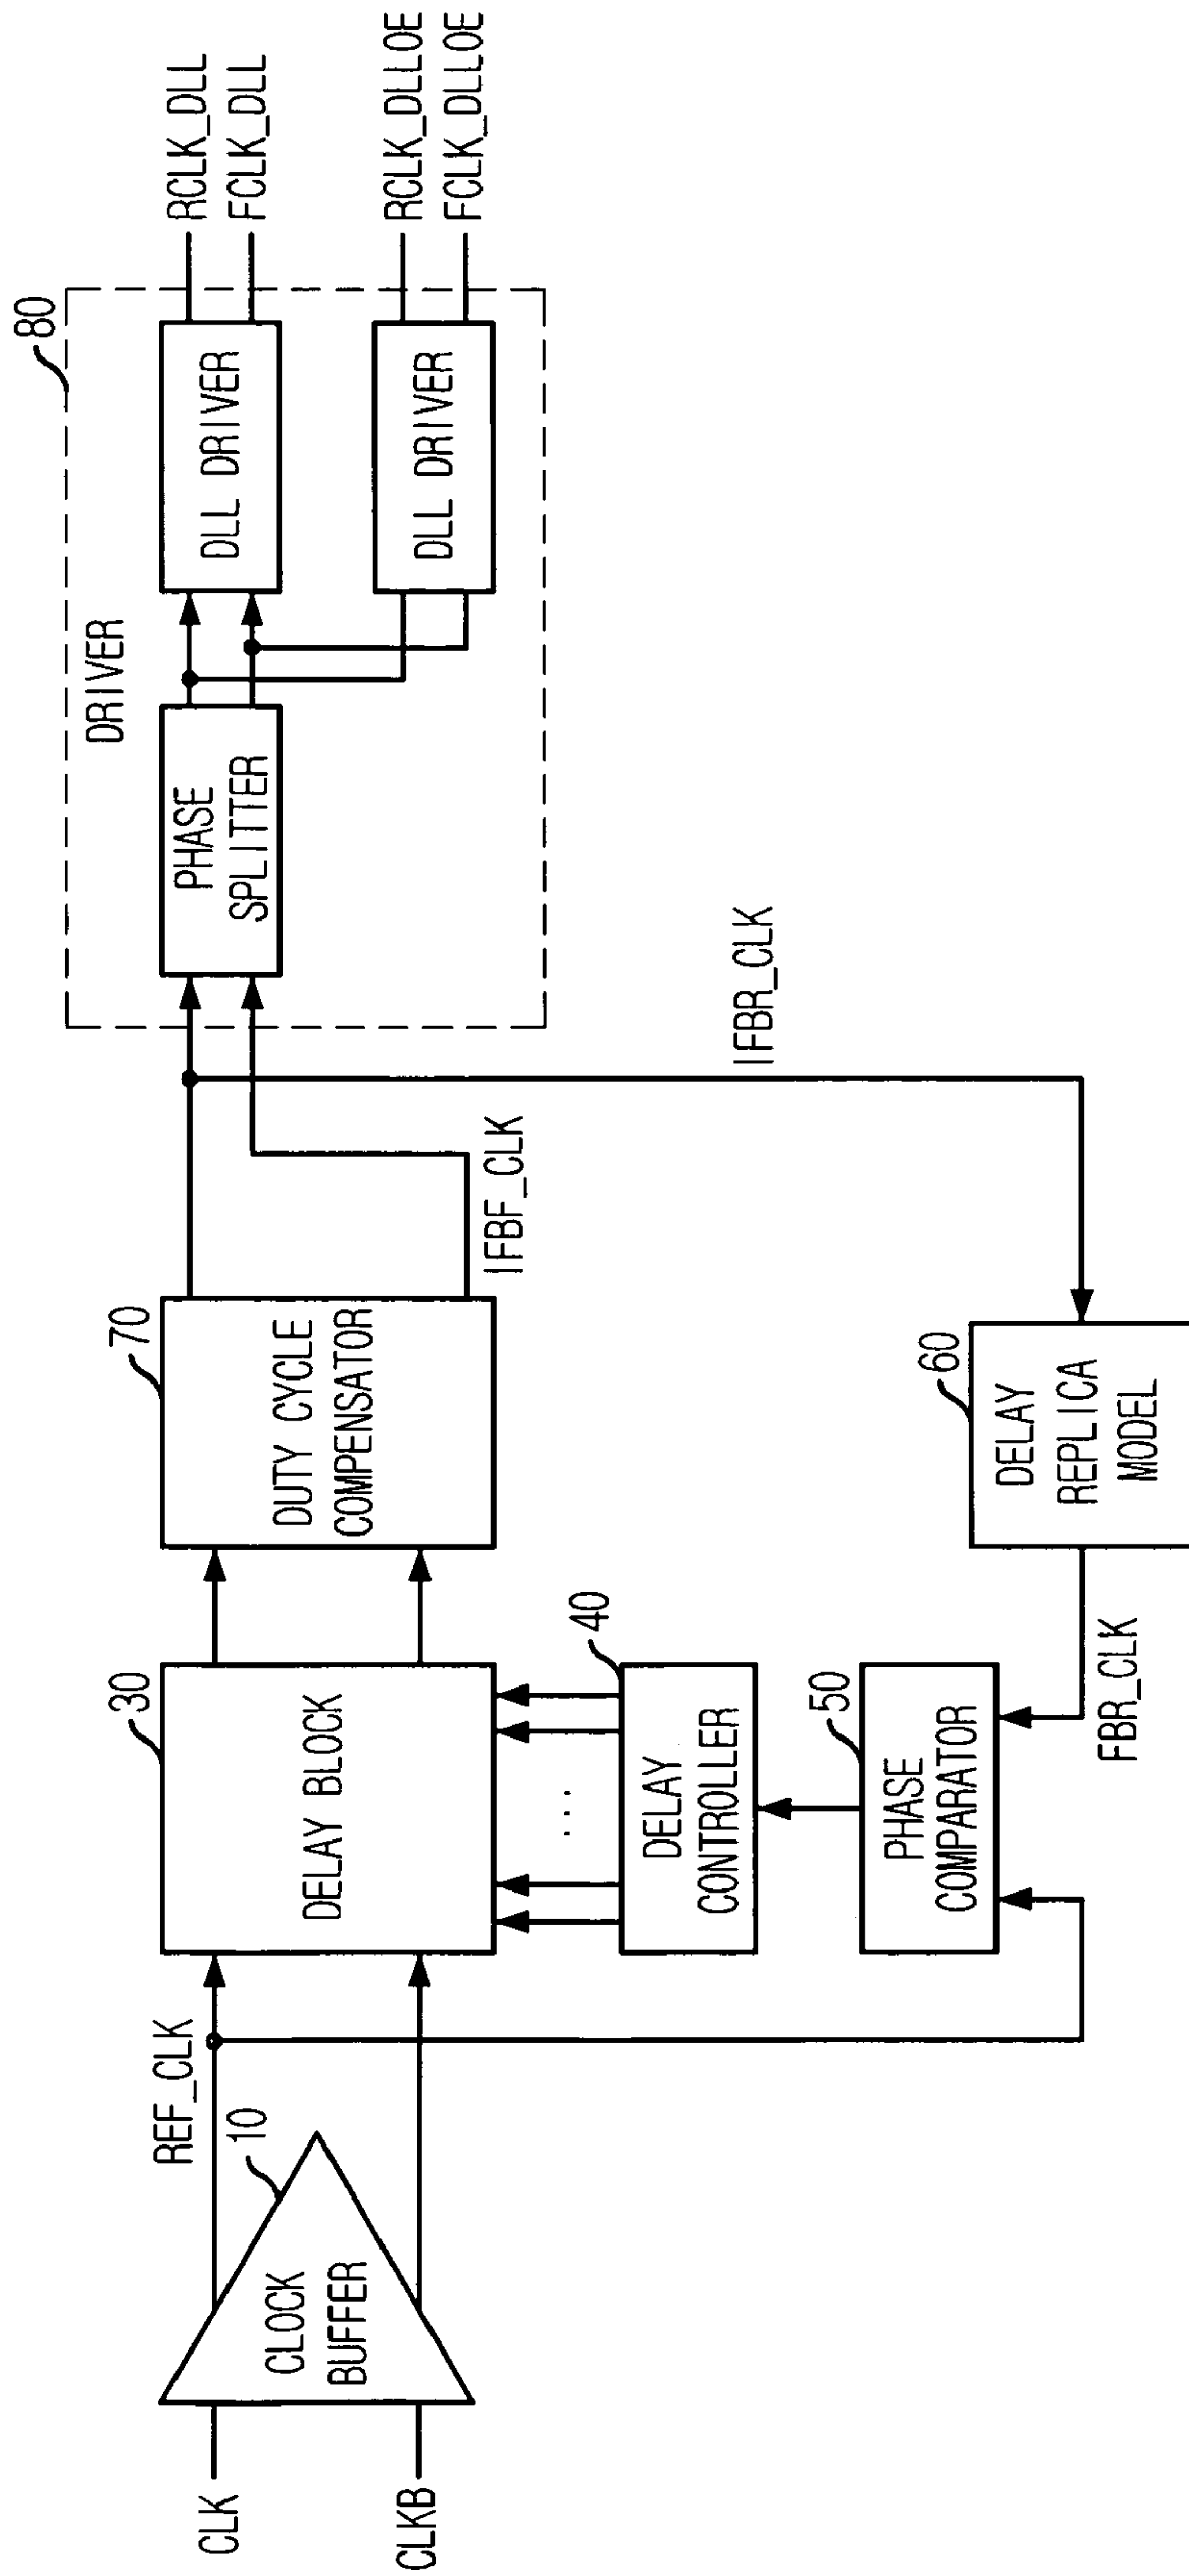 CLK
CLKB
CLOCK
BUFFER
10
REF_CLK
DELAY BLOCK
30
DELAY
CONTROLLER
40
...
PHASE
COMPARATOR
50
FBR_CLK
DELAY
REPLICA
MODEL
60
DUTY CYCLE
COMPENSATOR
70
IFBF_CLK
IFBR_CLK
DRIVER
80
PHASE
SPLITTER
DLL DRIVER
DLL DRIVER
RCLK_DLL
FCLK_DLL
RCLK_DLLOE
FCLK_DLLOE